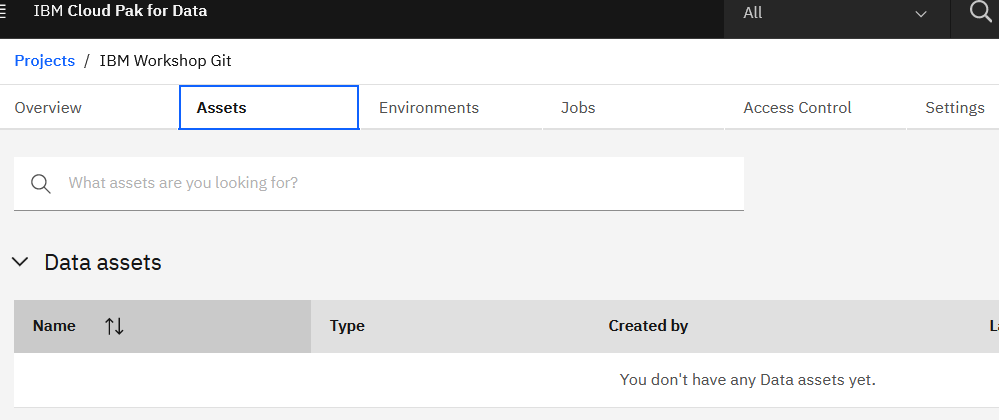 IBM Cloud Pak for Data All
Projects / IBM Workshop Git
Overview Assets Environments Jobs Access Control Settings
What assets are you looking for?
Data assets
Name Type Created by
You don't have any Data assets yet.